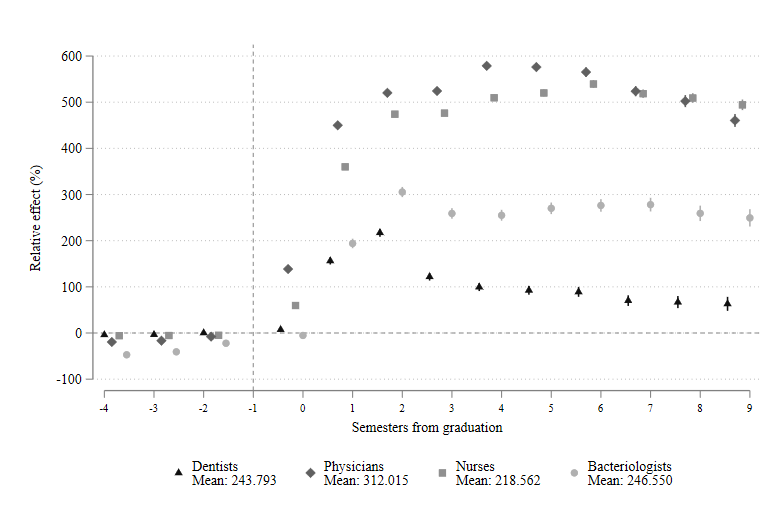 600
500
400
300
200
100
0
-100
Relative effect (%)
-4 -3 -2 -1 0 1 2 3 4 5 6 7 8 9
Semesters from graduation
Dentists Physicians Nurses Bacteriologists
Mean: 243.793 Mean: 312.015 Mean: 218.562 Mean: 246.550